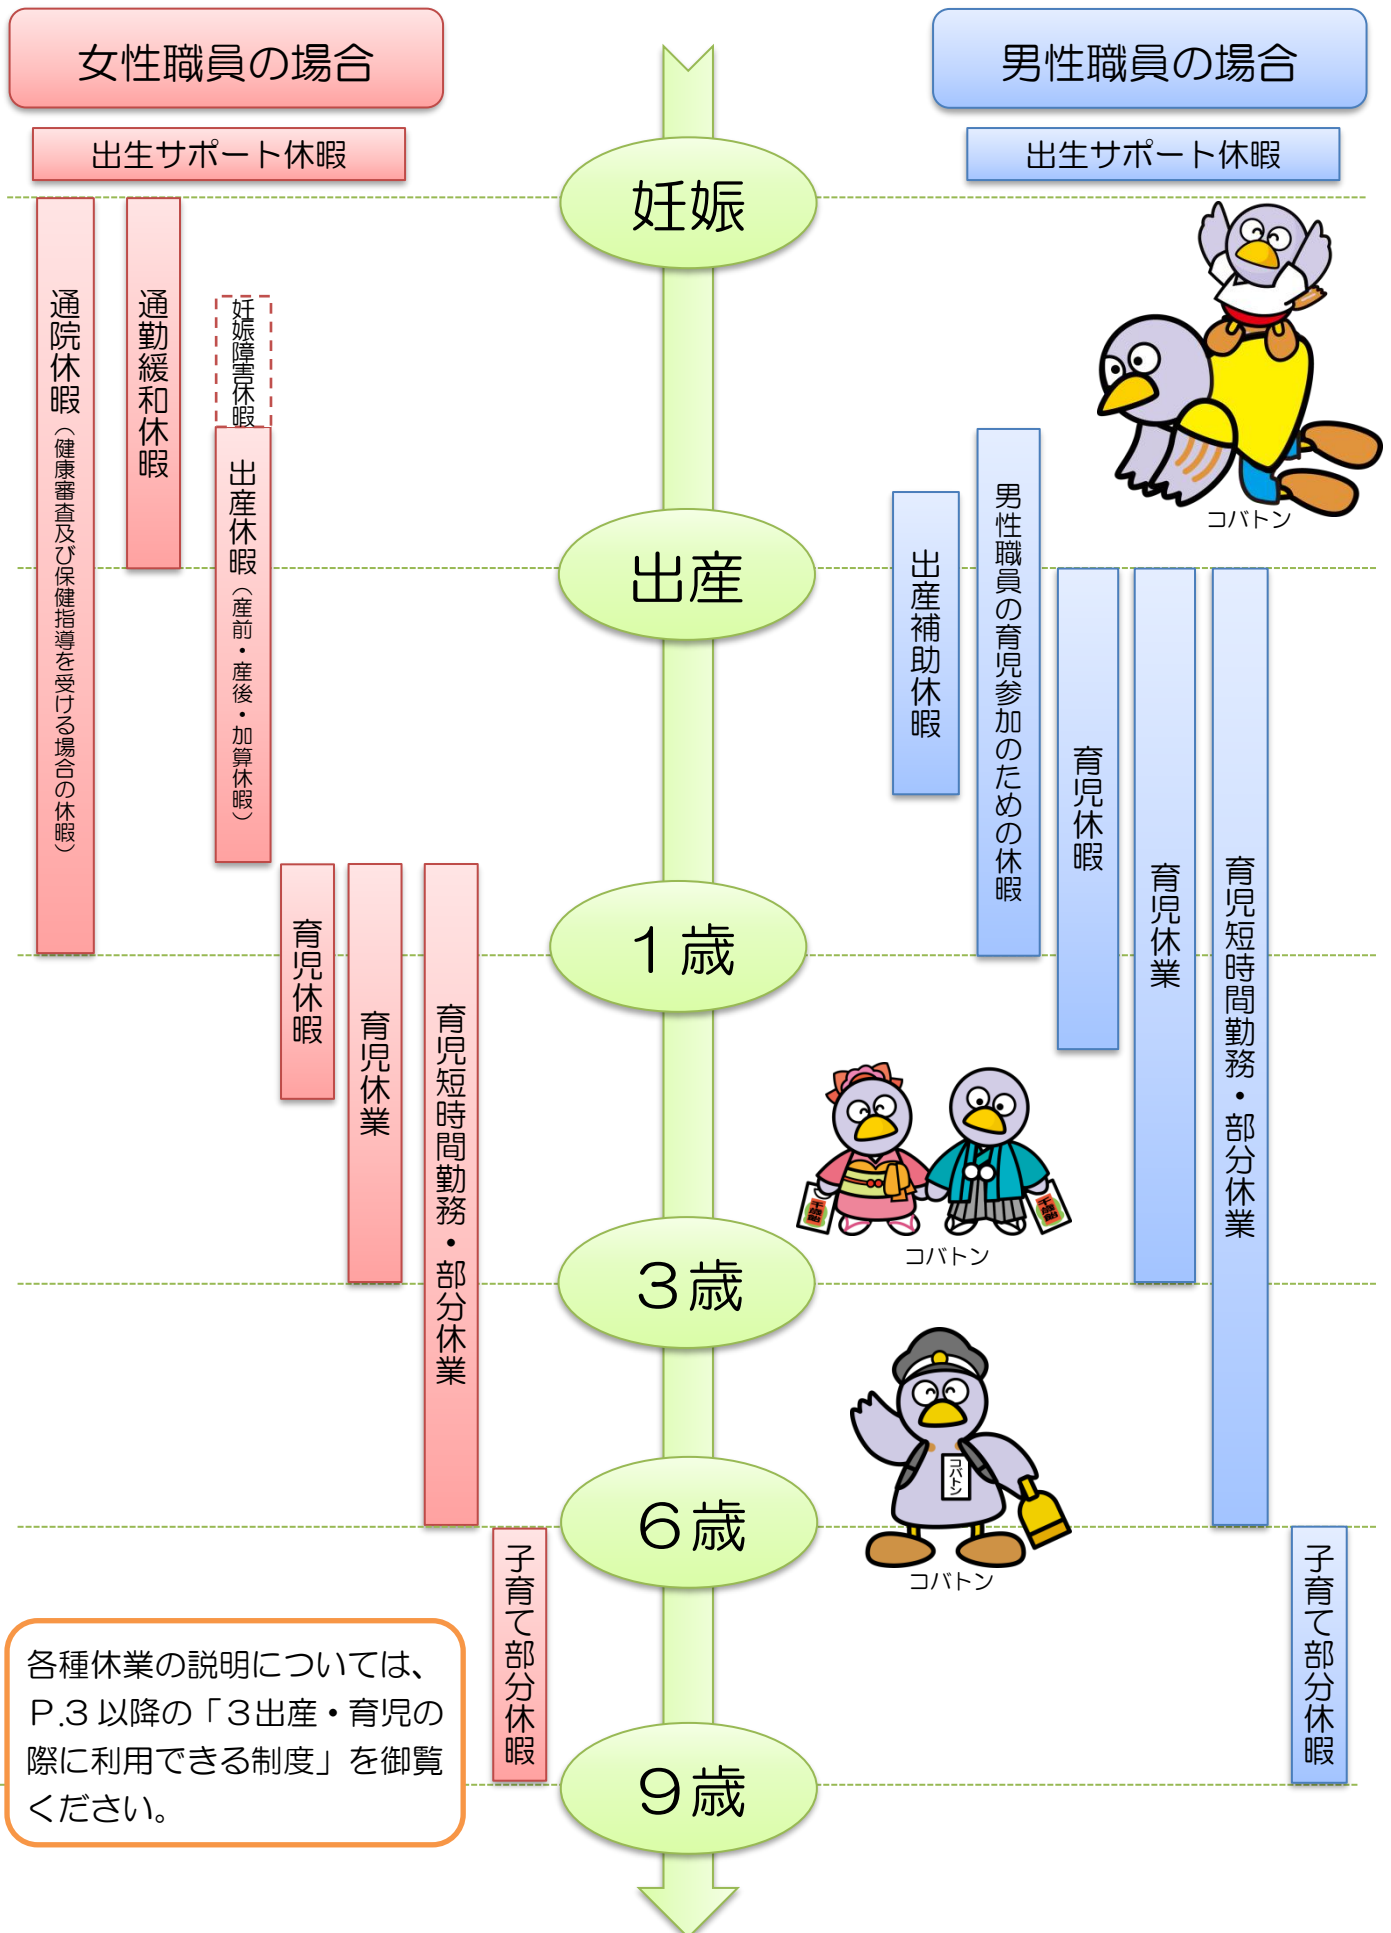 女性職員の場合
男性職員の場合
出生サポート休暇
出生サポート休暇
妊娠
通院休暇（健康審査及び保健指導を受ける場合の休暇）
通勤緩和休暇
妊娠障害休暇
出産休暇（産前・産後・加算休暇）
コバトン
出産
出産補助休暇
男性職員の育児参加のための休暇
育児休暇
育児休業
育児短時間勤務・部分休業
１歳
育児休暇
育児休業
育児短時間勤務・部分休業
千歳飴
千歳飴
コバトン
３歳
コバトン
コバトン
６歳
子育て部分休暇
子育て部分休暇
各種休業の説明については、
Ｐ.３以降の「３出産・育児の
際に利用できる制度」を御覧
ください。
９歳